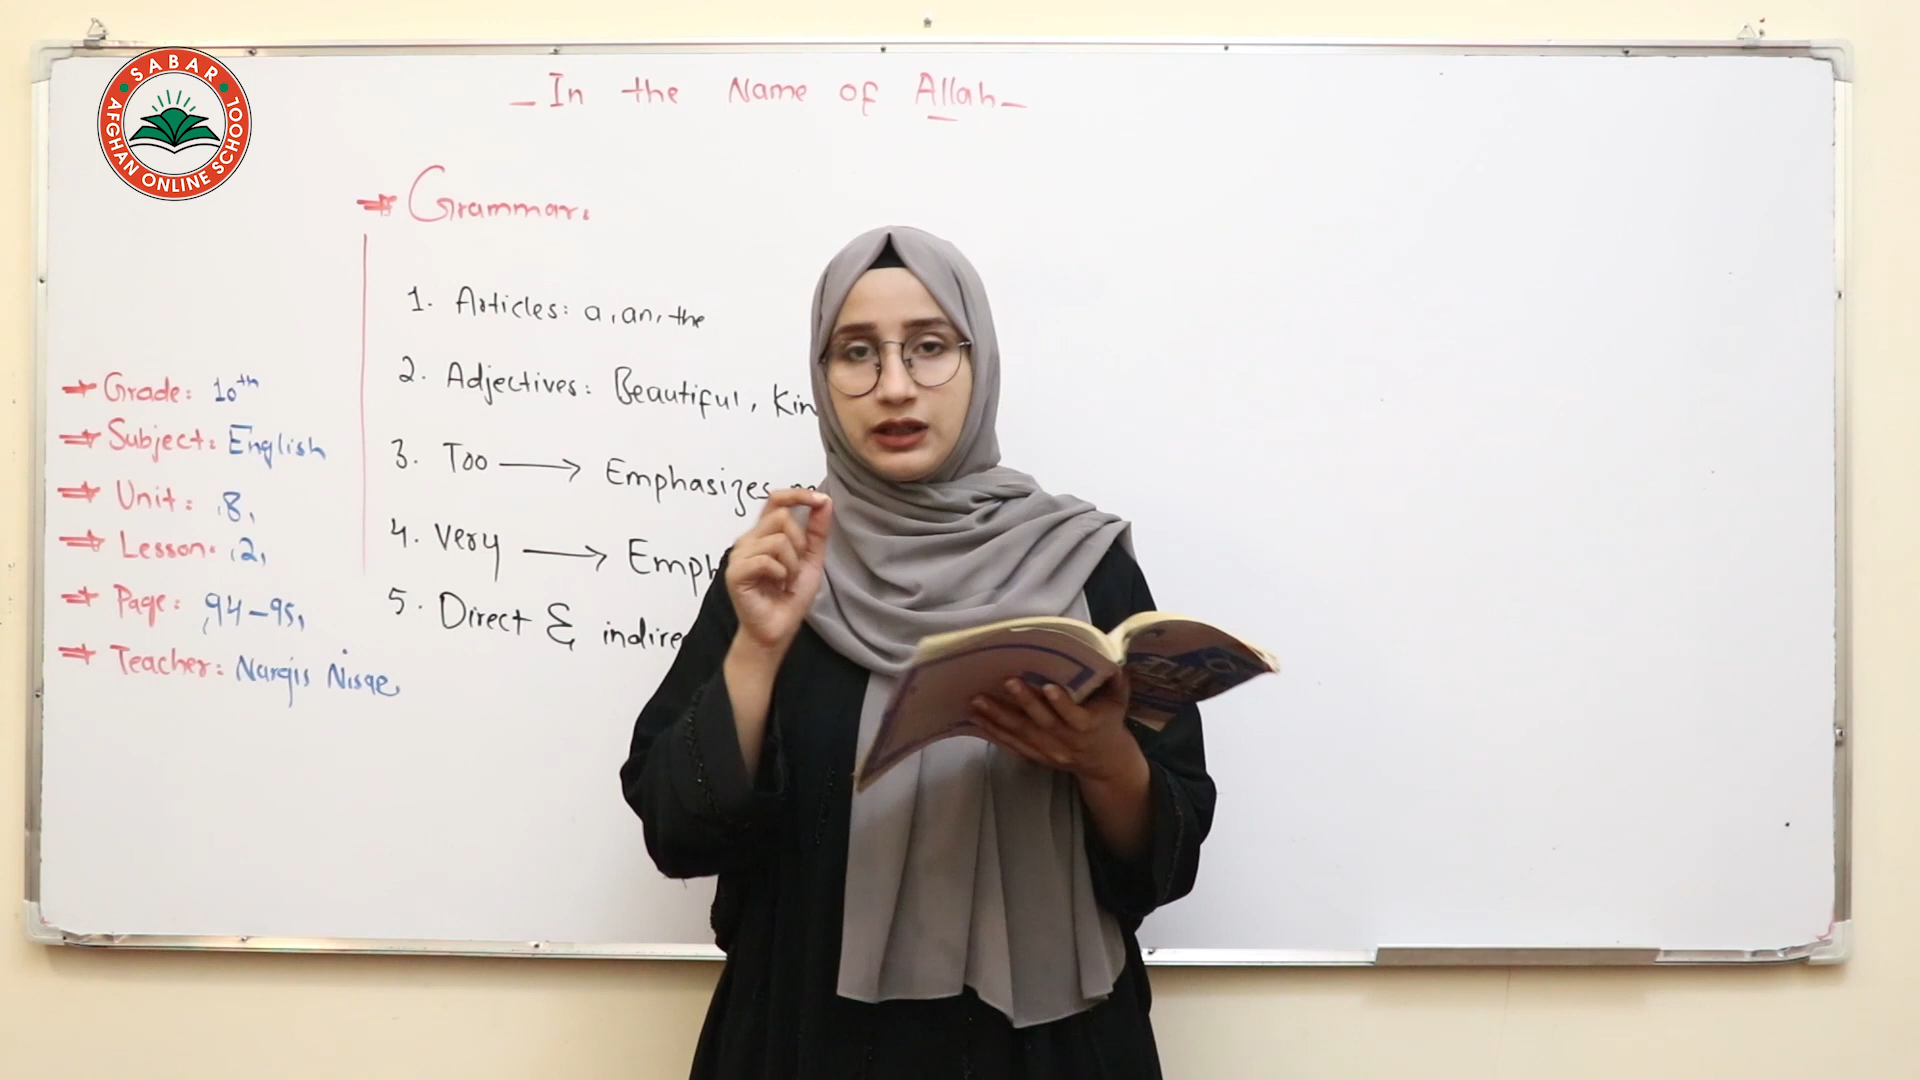 SABAR
AFGHAN ONLINE SCHOOL
_ In the Name of Allah _
Grammar:
1. Articles: a, an, the
2. Adjectives: Beautiful, Kin
3. Too → Emphasizes
4. Very → Emph
5. Direct & indire
Grade: 10th
Subject: English
Unit: 8,
Lesson: 2,
Page: 94-95,
Teacher: Nargis